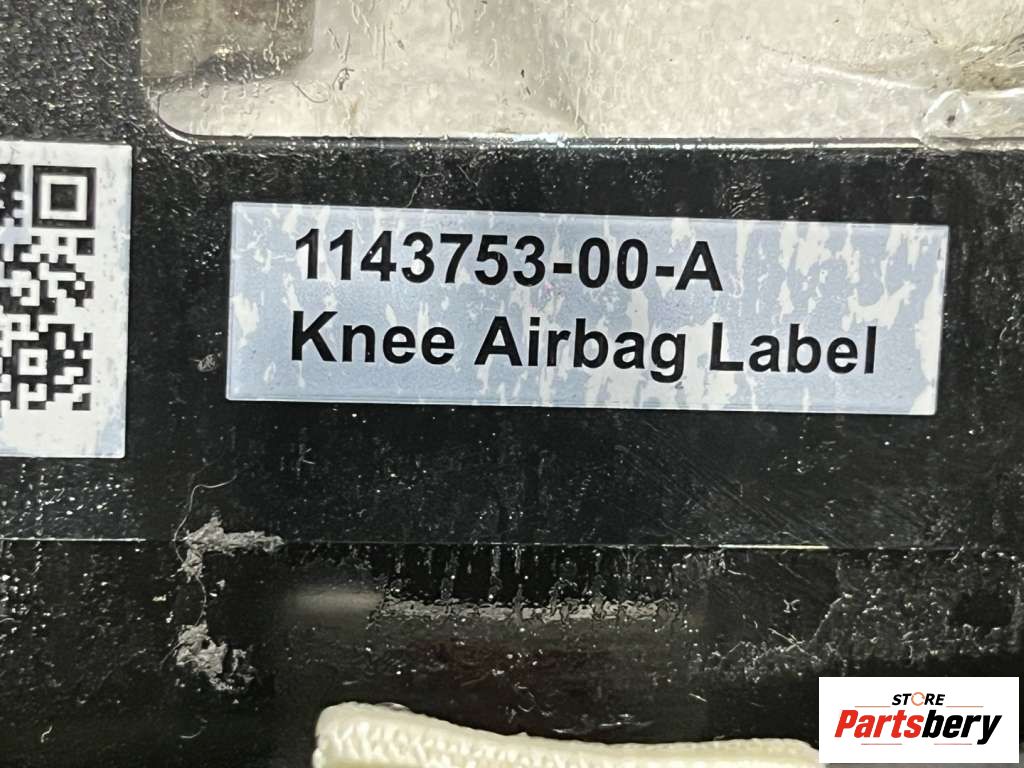 1143753-00-A
Knee Airbag Label
STORE
Partsbery